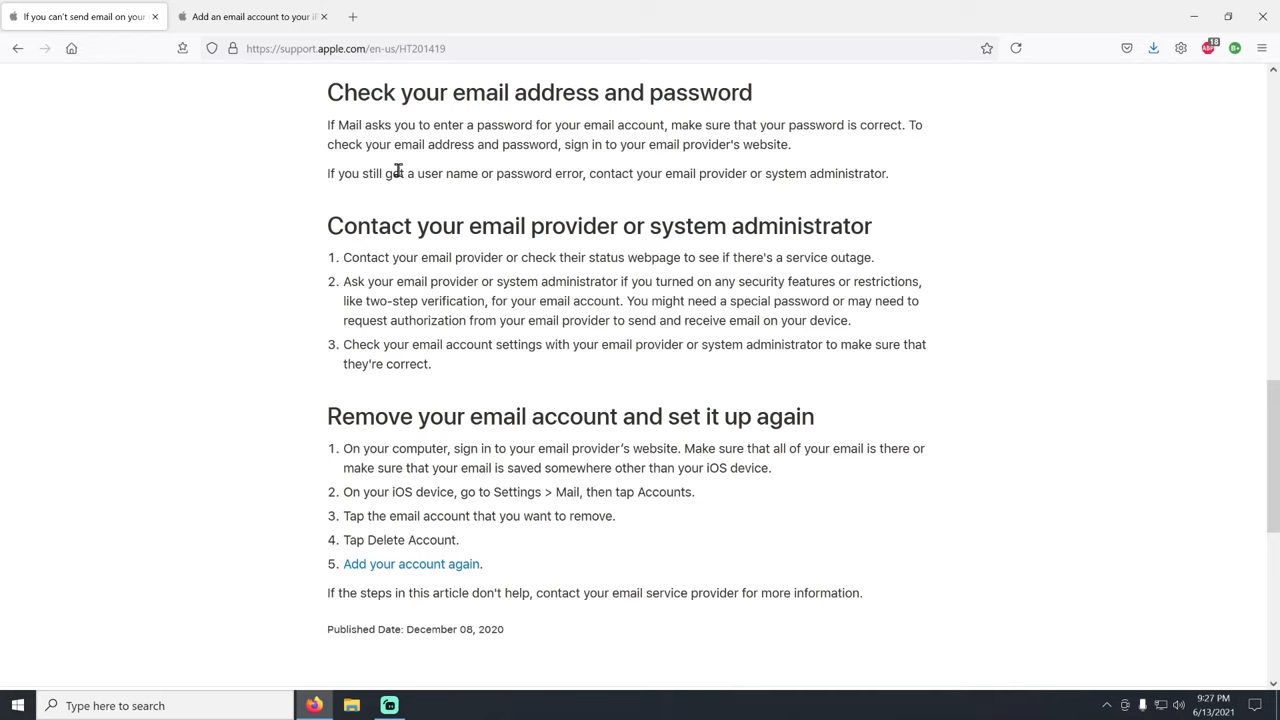 If you can't send email on your
Add an email account to your i
https://support.apple.com/en-us/HT201419
18
Check your email address and password
If Mail asks you to enter a password for your email account, make sure that your password is correct. To
check your email address and password, sign in to your email provider's website.
If you still get a user name or password error, contact your email provider or system administrator.
Contact your email provider or system administrator
1. Contact your email provider or check their status webpage to see if there's a service outage.
2. Ask your email provider or system administrator if you turned on any security features or restrictions,
like two-step verification, for your email account. You might need a special password or may need to
request authorization from your email provider to send and receive email on your device.
3. Check your email account settings with your email provider or system administrator to make sure that
they're correct.
Remove your email account and set it up again
1. On your computer, sign in to your email provider’s website. Make sure that all of your email is there or
make sure that your email is saved somewhere other than your iOS device.
2. On your iOS device, go to Settings > Mail, then tap Accounts.
3. Tap the email account that you want to remove.
4. Tap Delete Account.
5. Add your account again.
If the steps in this article don't help, contact your email service provider for more information.
Published Date: December 08, 2020
Type here to search
9:27 PM
6/13/2021